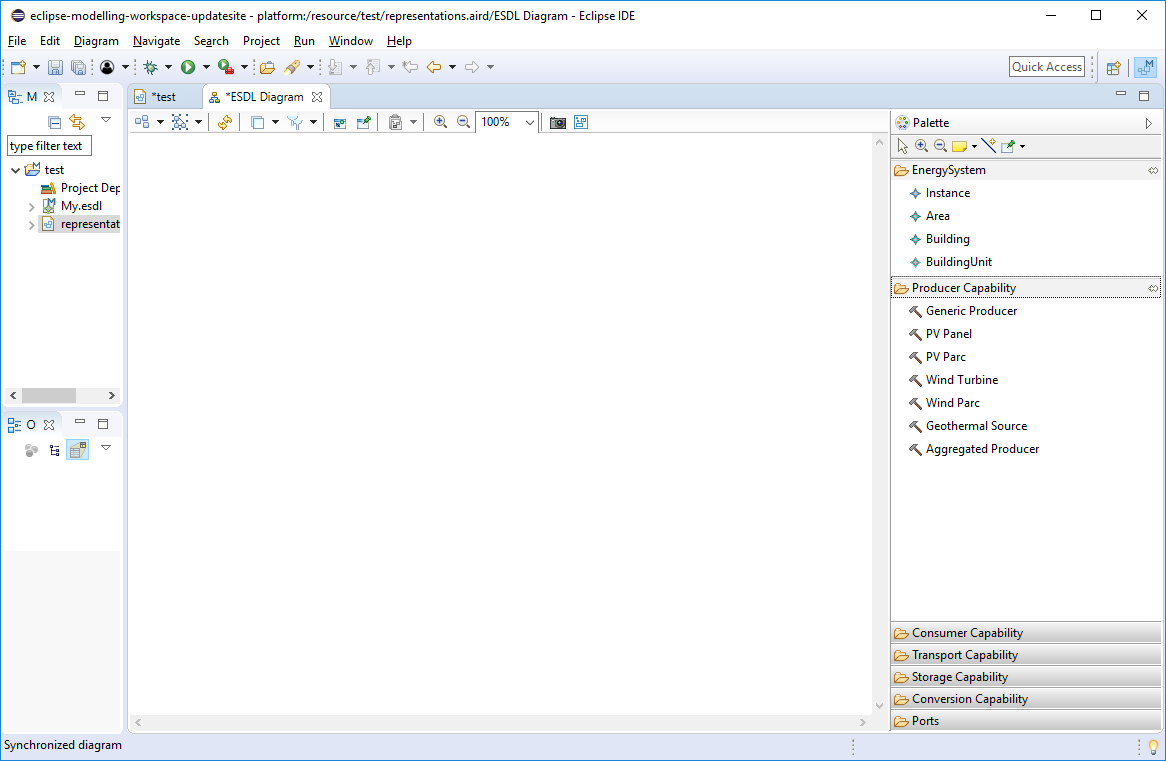 eclipse-modelling-workspace-updatesite - platform:/resource/test/representations.aird/ESDL Diagram - Eclipse IDE
File Edit Diagram Navigate Search Project Run Window Help
Quick Access
M
*test
*ESDL Diagram
100%
type filter text
test
Project Dep
My.esdl
representat
O
Palette
EnergySystem
Instance
Area
Building
BuildingUnit
Producer Capability
Generic Producer
PV Panel
PV Parc
Wind Turbine
Wind Parc
Geothermal Source
Aggregated Producer
Consumer Capability
Transport Capability
Storage Capability
Conversion Capability
Ports
Synchronized diagram